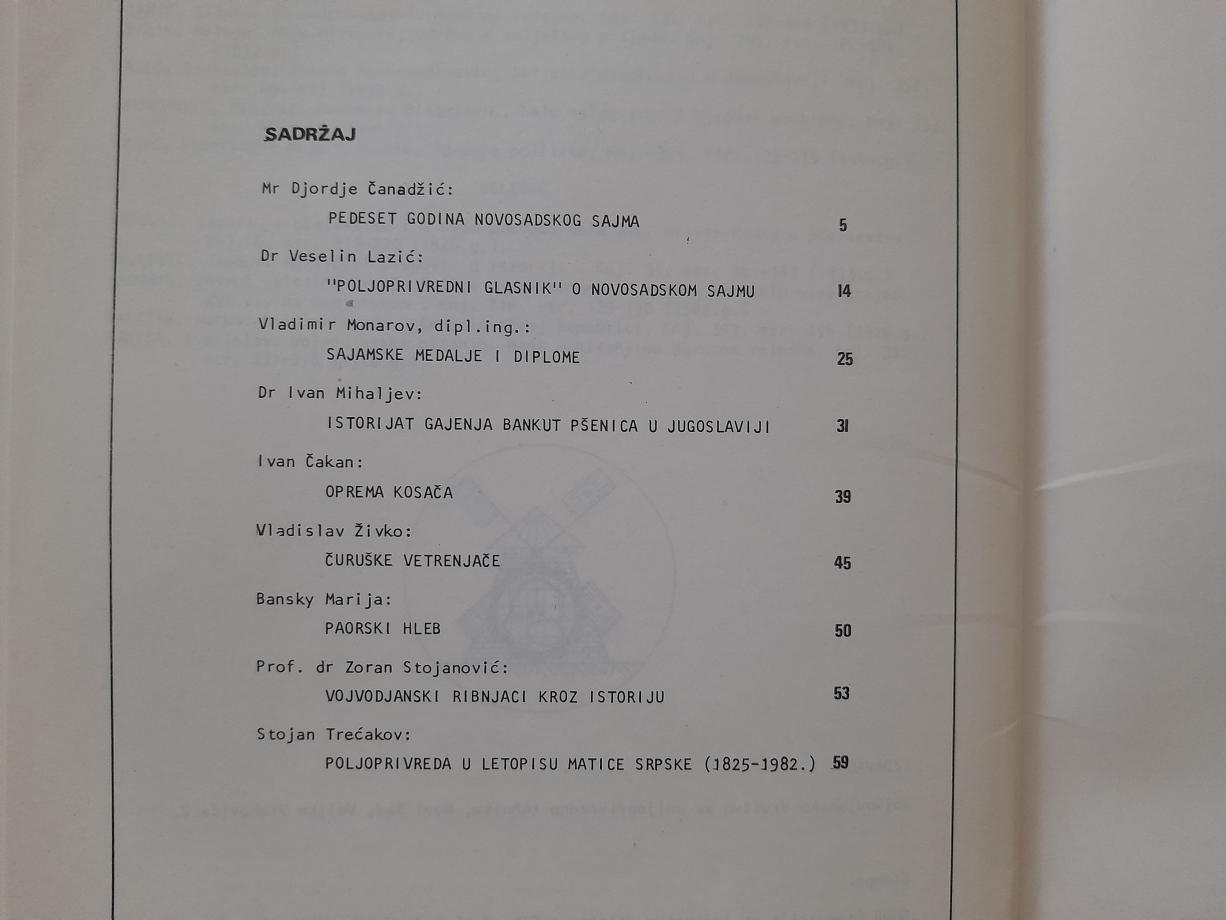 SADRŽAJ
Mr Djordje Čanadžić:
PEDESET GODINA NOVOSADSKOG SAJMA 5
Dr Veselin Lazić:
"POLJOPRIVREDNI GLASNIK" O NOVOSADSKOM SAJMU 14
Vladimir Monarov, dipl.ing.:
SAJAMSKE MEDALJE I DIPLOME 25
Dr Ivan Mihaljev:
ISTORIJAT GAJENJA BANKUT PŠENICA U JUGOSLAVIJI 31
Ivan Čakan:
OPREMA KOSAČA 39
Vladislav Živko:
ČURUŠKE VETRENJAČE 45
Bansky Marija:
PAORSKI HLEB 50
Prof. dr Zoran Stojanović:
VOJVODJANSKI RIBNJACI KROZ ISTORIJU 53
Stojan Trećakov:
POLJOPRIVREDA U LETOPISU MATICE SRPSKE (1825-1982.) 59